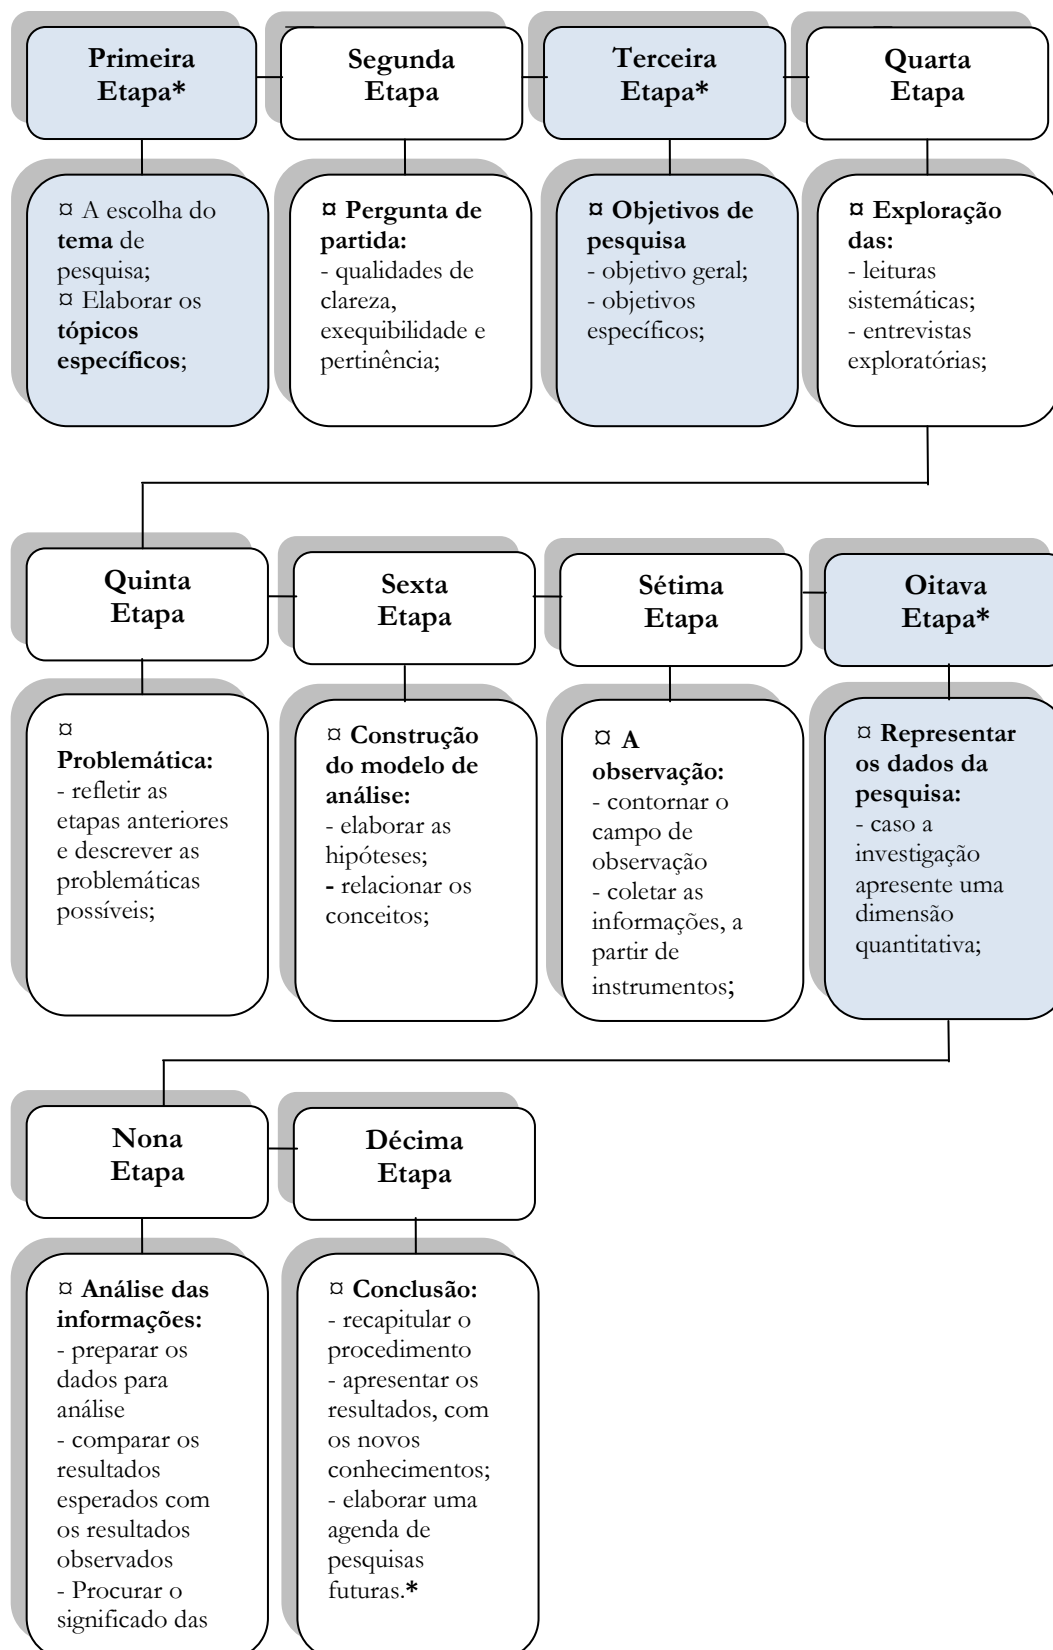 Primeira
Etapa*
Segunda
Etapa
Terceira
Etapa*
Quarta
Etapa
¤ A escolha do
tema de
pesquisa;
¤ Elaborar os
tópicos
específicos;
¤ Pergunta de
partida:
- qualidades de
clareza,
exequibilidade e
pertinência;
¤ Objetivos de
pesquisa
- objetivo geral;
- objetivos
específicos;
¤ Exploração
das:
- leituras
sistemáticas;
- entrevistas
exploratórias;
Quinta
Etapa
Sexta
Etapa
Sétima
Etapa
Oitava
Etapa*
¤
Problemática:
- refletir as
etapas anteriores
e descrever as
problemáticas
possíveis;
¤ Construção
do modelo de
análise:
- elaborar as
hipóteses;
- relacionar os
conceitos;
¤ A
observação:
- contornar o
campo de
observação
- coletar as
informações, a
partir de
instrumentos;
¤ Representar
os dados da
pesquisa:
- caso a
investigação
apresente uma
dimensão
quantitativa;
Nona
Etapa
Décima
Etapa
¤ Análise das
informações:
- preparar os
dados para
análise
- comparar os
resultados
esperados com
os resultados
observados
- Procurar o
significado das
¤ Conclusão:
- recapitular o
procedimento
- apresentar os
resultados, com
os novos
conhecimentos;
- elaborar uma
agenda de
pesquisas
futuras.*